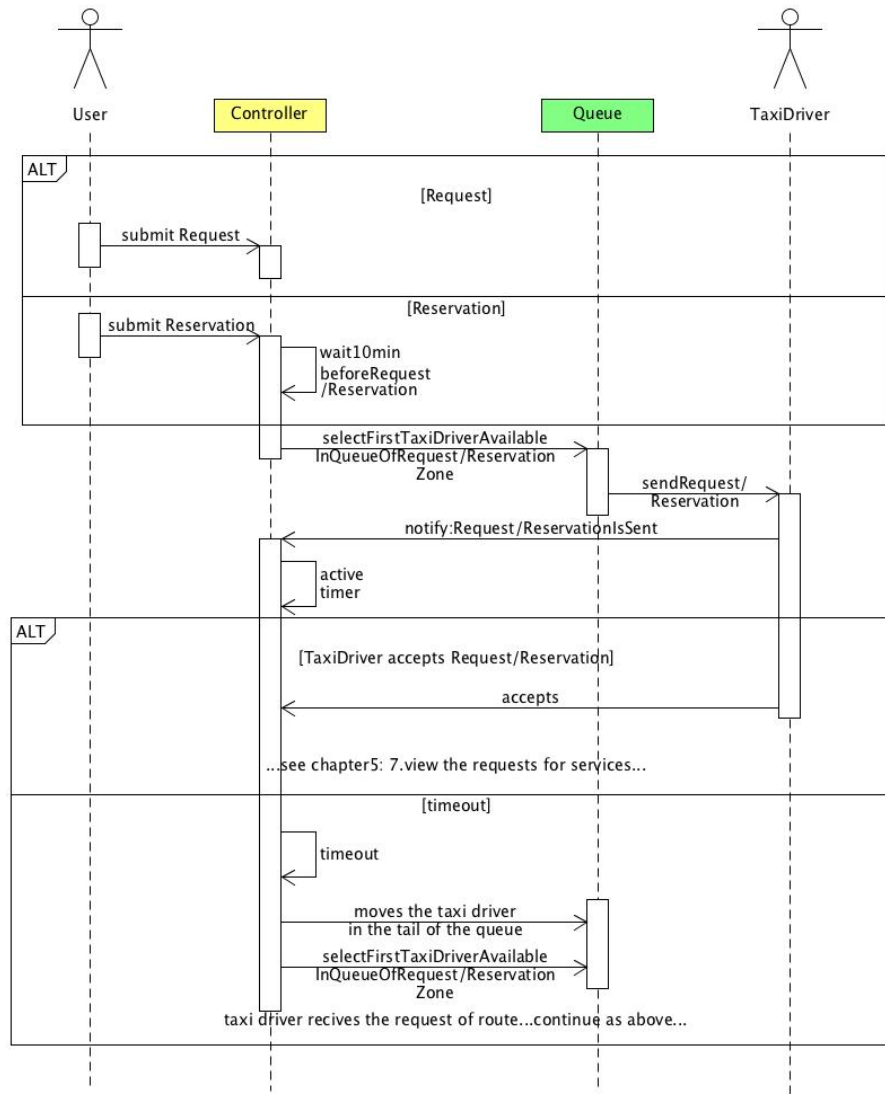 User
Controller
Queue
TaxiDriver
ALT
[Request]
submit Request
[Reservation]
submit Reservation
wait10min
beforeRequest
/Reservation
selectFirstTaxiDriverAvailable
InQueueOfRequest/Reservation
Zone
sendRequest/
Reservation
notify:Request/ReservationIsSent
active
timer
ALT
[TaxiDriver accepts Request/Reservation]
accepts
...see chapter5: 7.view the requests for services...
[timeout]
timeout
moves the taxi driver
in the tail of the queue
selectFirstTaxiDriverAvailable
InQueueOfRequest/Reservation
Zone
taxi driver recives the request of route...continue as above...